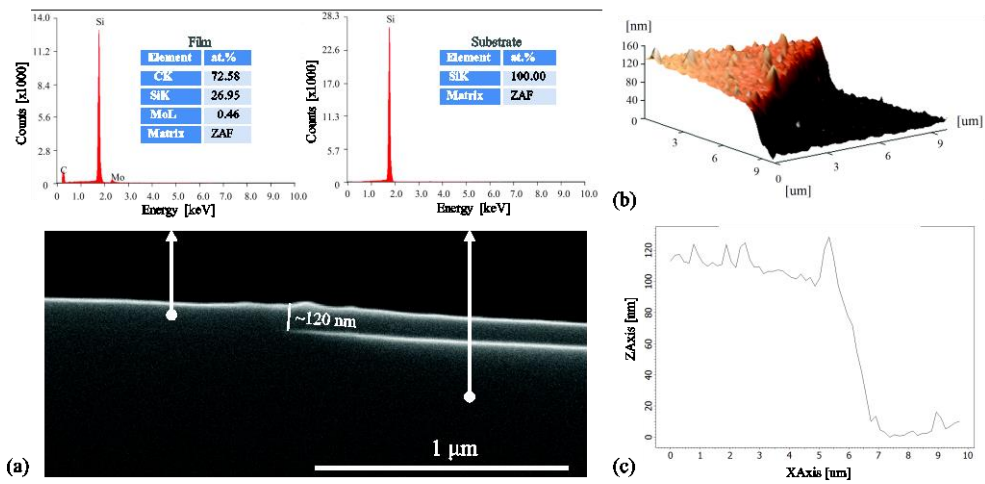 14.0
11.2
8.4
5.6
2.8
0
Counts [x1000]
Si
C
Mo
0.0 1.0 2.0 3.0 4.0 5.0 6.0 7.0 8.0 9.0 10.0
Energy [keV]
Film
Element at.%
CK 72.58
SiK 26.95
MoL 0.46
Matrix ZAF
28.3
22.6
17.0
11.3
5.7
0
Counts [x1000]
Si
0.0 1.0 2.0 3.0 4.0 5.0 6.0 7.0 8.0 9.0 10.0
Energy [keV]
Substrate
Element at.%
SiK 100.00
Matrix ZAF
~120 nm
1 μm
(a)
[nm]
160
120
80
40
0
3
6
9
[um]
0
3
6
9
[um]
(b)
120
100
80
60
40
20
0
ZAxis [nm]
0 1 2 3 4 5 6 7 8 9 10
XAxis [um]
(c)